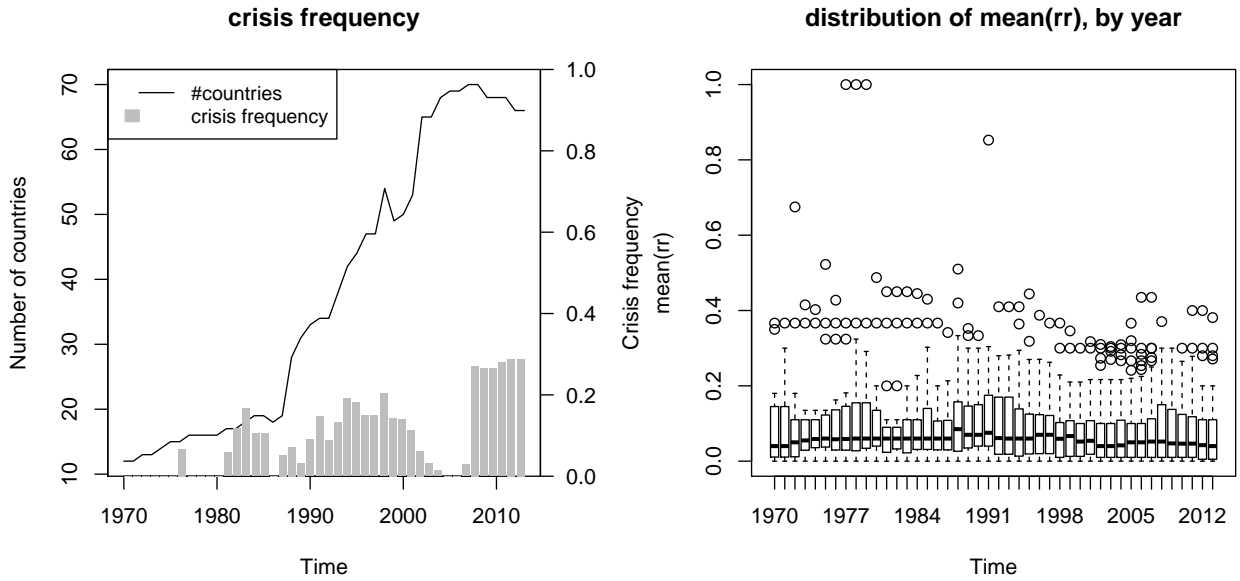 crisis frequency
#countries
crisis frequency
Number of countries
10 20 30 40 50 60 70
0.0 0.2 0.4 0.6 0.8 1.0
Crisis frequency
1970 1980 1990 2000 2010
Time
distribution of mean(rr), by year
mean(rr)
0.0 0.2 0.4 0.6 0.8 1.0
1970 1977 1984 1991 1998 2005 2012
Time